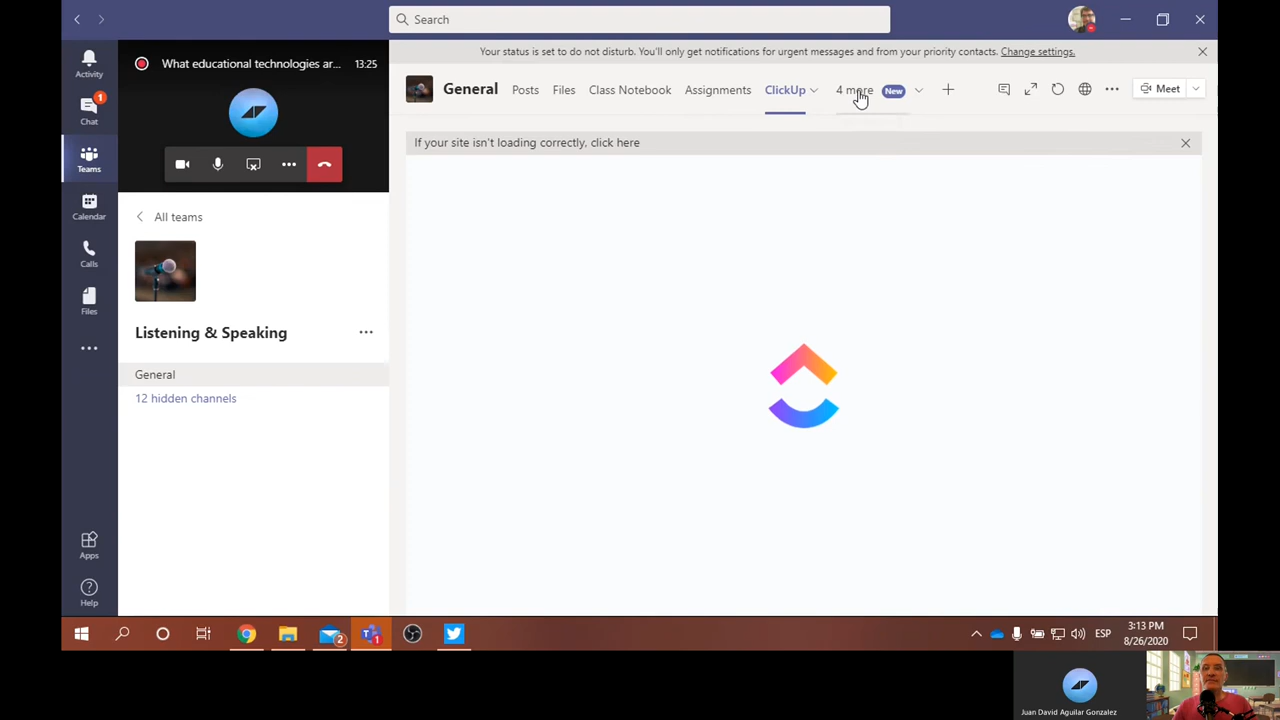 Search
Your status is set to do not disturb. You'll only get notifications for urgent messages and from your priority contacts. Change settings.
Activity
Chat
1
Teams
Calendar
Calls
Files
Apps
Help
What educational technologies ar... 13:25
General Posts Files Class Notebook Assignments ClickUp 4 more New Meet
If your site isn't loading correctly, click here
All teams
Listening & Speaking
General
12 hidden channels
2
1
ESP
3:13 PM
8/26/2020
Juan David Aguilar Gonzalez